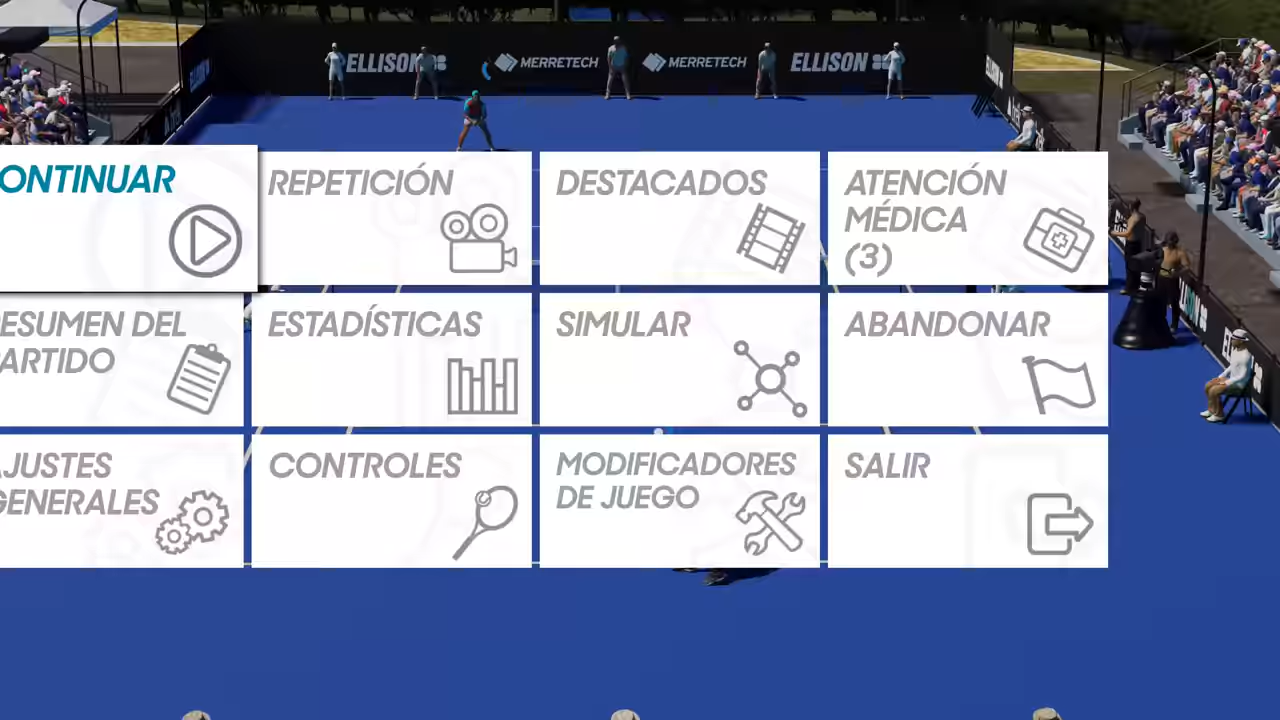 ELLISON
MERRETECH
MERRETECH
ELLISON
ONTINUAR
REPETICIÓN
DESTACADOS
ATENCIÓN
MÉDICA
(3)
ESUMEN DEL
ARTIDO
ESTADÍSTICAS
SIMULAR
ABANDONAR
AJUSTES
GENERALES
CONTROLES
MODIFICADORES
DE JUEGO
SALIR